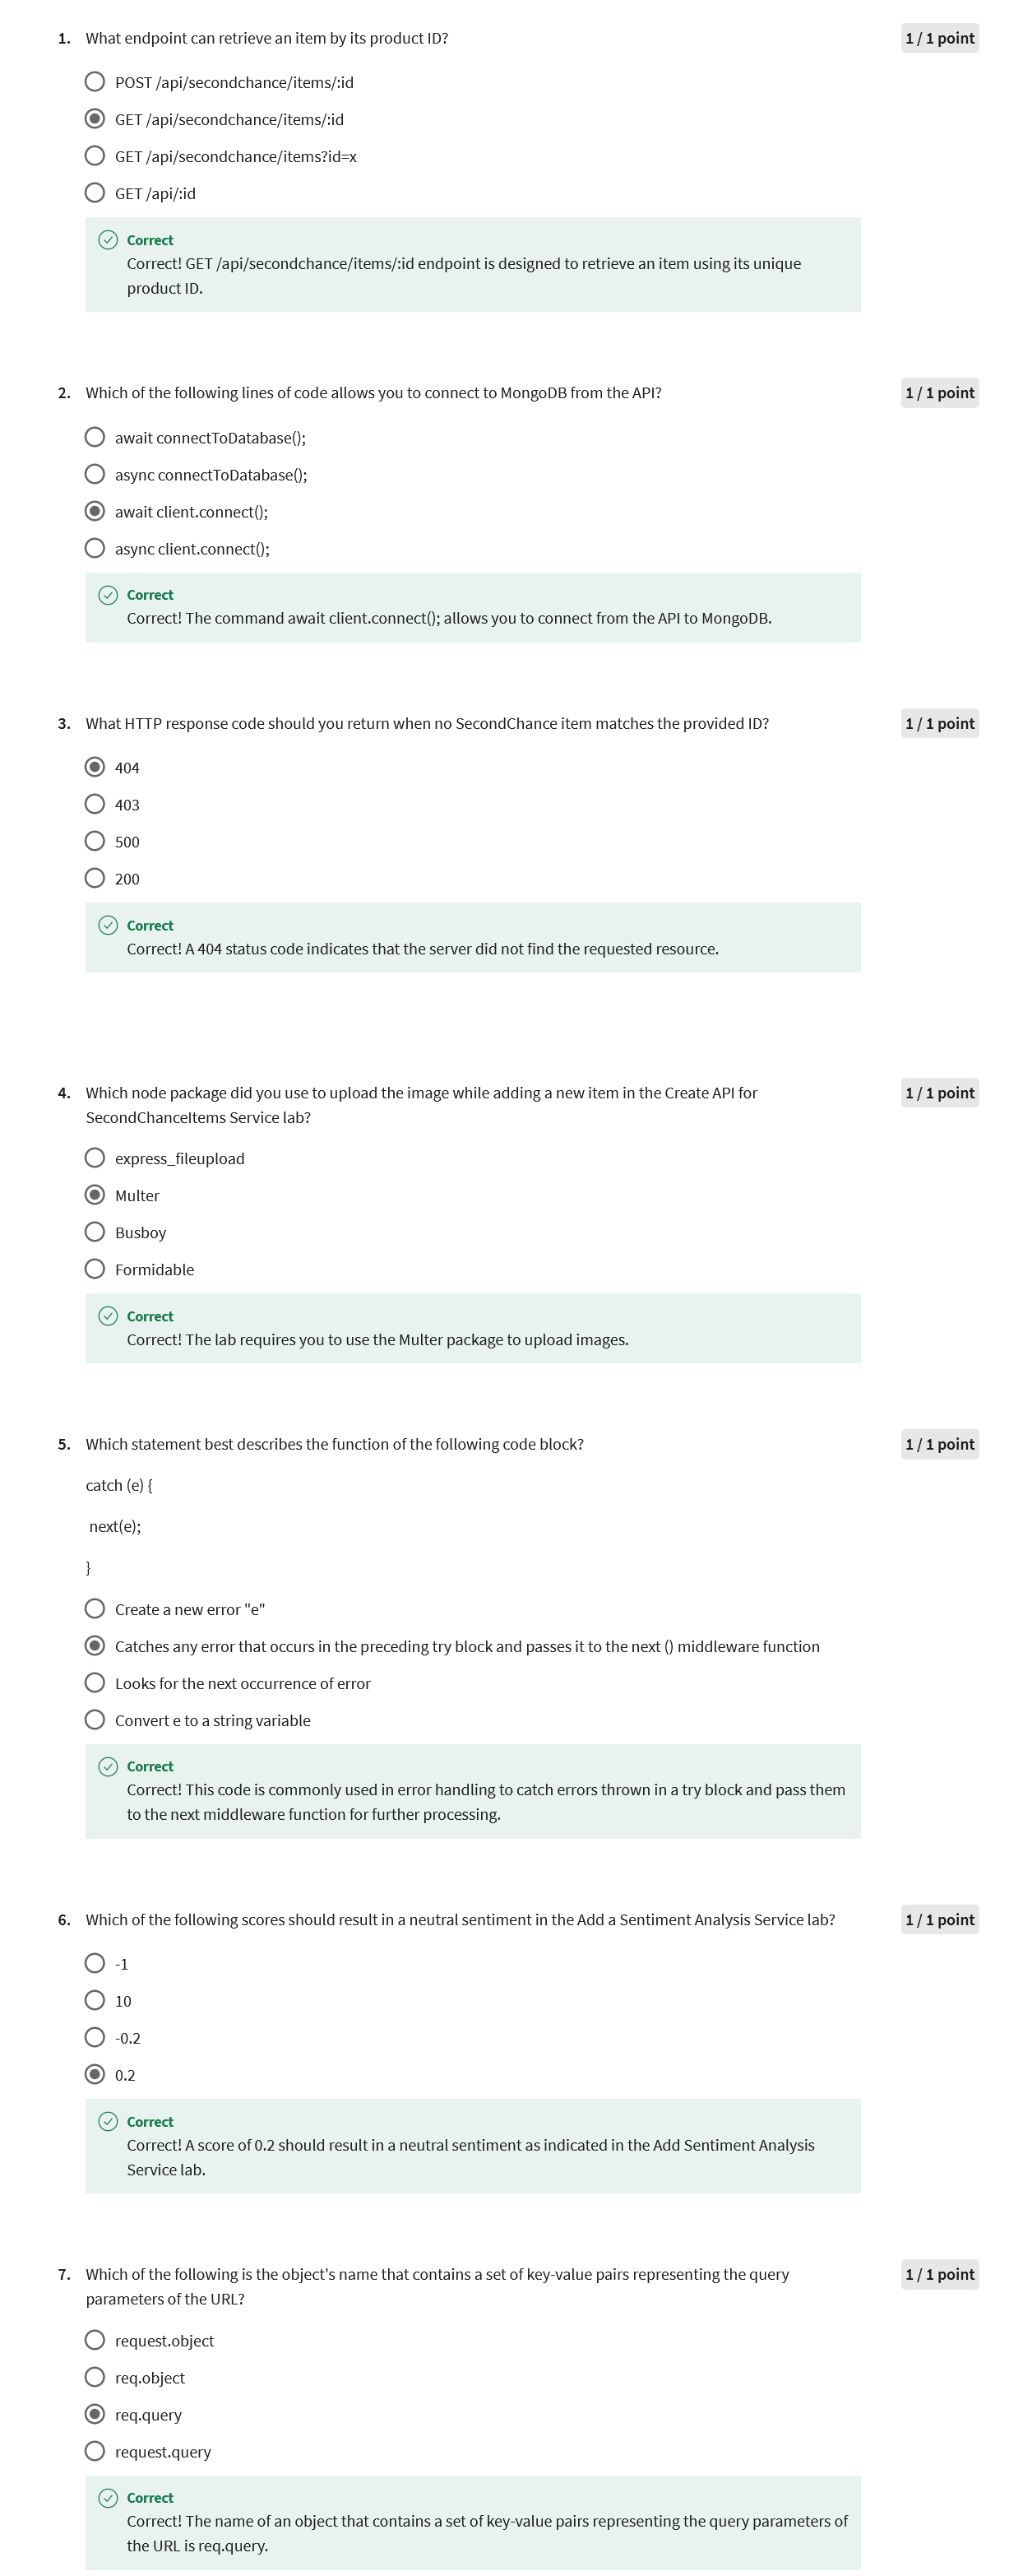 1. What endpoint can retrieve an item by its product ID? 1 / 1 point
POST /api/secondchance/items/:id
GET /api/secondchance/items/:id
GET /api/secondchance/items?id=x
GET /api/:id
Correct
Correct! GET /api/secondchance/items/:id endpoint is designed to retrieve an item using its unique
product ID.
2. Which of the following lines of code allows you to connect to MongoDB from the API? 1 / 1 point
await connectToDatabase();
async connectToDatabase();
await client.connect();
async client.connect();
Correct
Correct! The command await client.connect(); allows you to connect from the API to MongoDB.
3. What HTTP response code should you return when no SecondChance item matches the provided ID? 1 / 1 point
404
403
500
200
Correct
Correct! A 404 status code indicates that the server did not find the requested resource.
4. Which node package did you use to upload the image while adding a new item in the Create API for 1 / 1 point
SecondChanceItems Service lab?
express_fileupload
Multer
Busboy
Formidable
Correct
Correct! The lab requires you to use the Multer package to upload images.
5. Which statement best describes the function of the following code block? 1 / 1 point
catch (e) {
next(e);
}
Create a new error "e"
Catches any error that occurs in the preceding try block and passes it to the next () middleware function
Looks for the next occurrence of error
Convert e to a string variable
Correct
Correct! This code is commonly used in error handling to catch errors thrown in a try block and pass them
to the next middleware function for further processing.
6. Which of the following scores should result in a neutral sentiment in the Add a Sentiment Analysis Service lab? 1 / 1 point
-1
10
-0.2
0.2
Correct
Correct! A score of 0.2 should result in a neutral sentiment as indicated in the Add Sentiment Analysis
Service lab.
7. Which of the following is the object's name that contains a set of key-value pairs representing the query 1 / 1 point
parameters of the URL?
request.object
req.object
req.query
request.query
Correct
Correct! The name of an object that contains a set of key-value pairs representing the query parameters of
the URL is req.query.